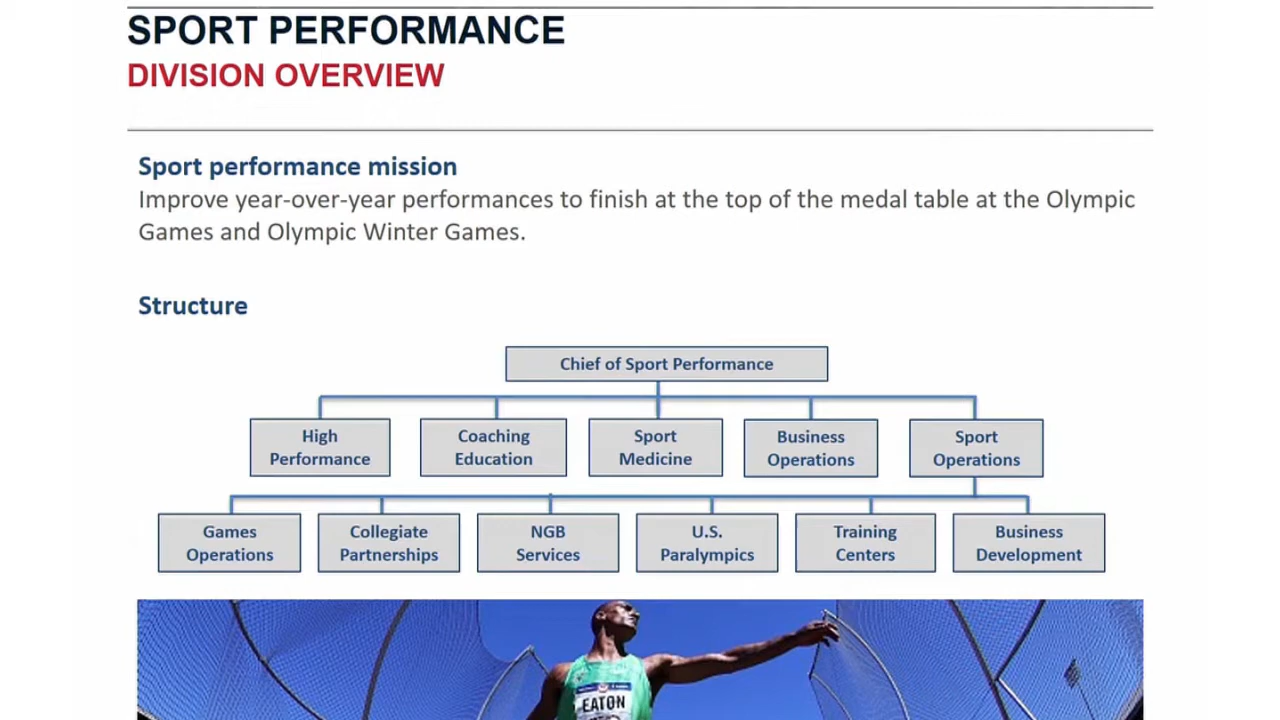 SPORT PERFORMANCE
DIVISION OVERVIEW
Sport performance mission
Improve year-over-year performances to finish at the top of the medal table at the Olympic
Games and Olympic Winter Games.
Structure
Chief of Sport Performance
High
Performance
Coaching
Education
Sport
Medicine
Business
Operations
Sport
Operations
Games
Operations
Collegiate
Partnerships
NGB
Services
U.S.
Paralympics
Training
Centers
Business
Development
EATON